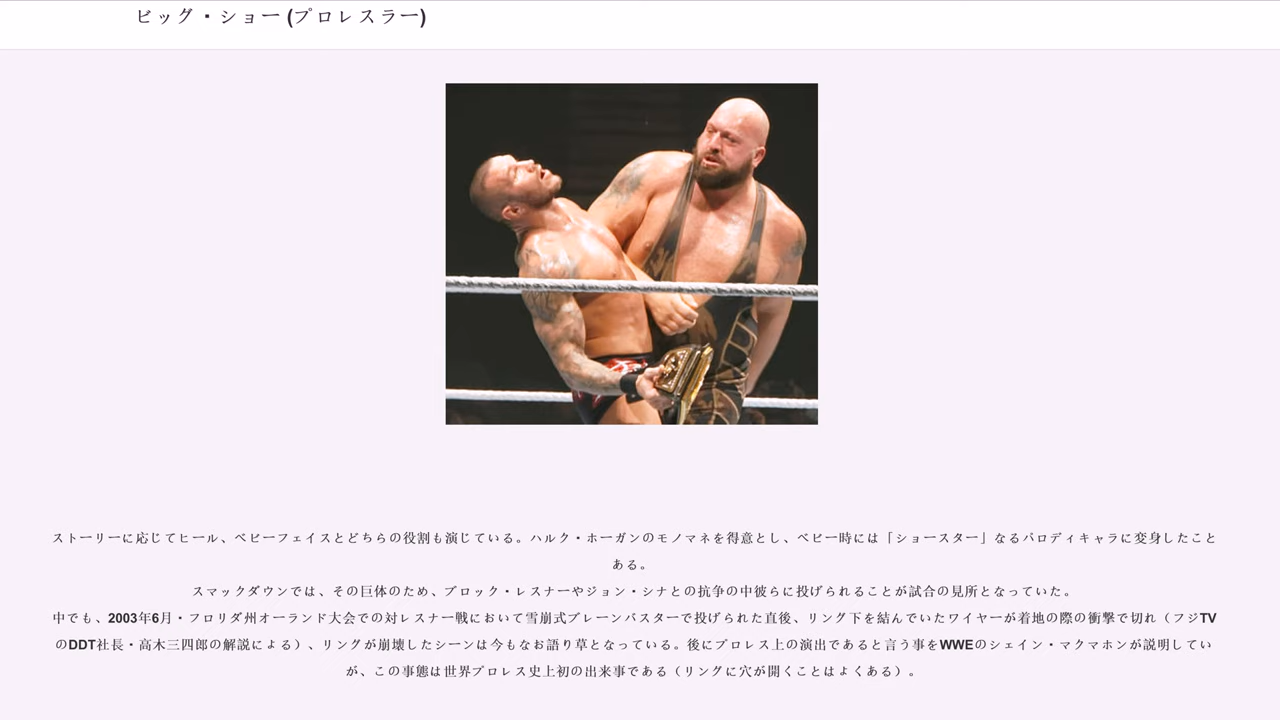 ビッグ・ショー (プロレスラー)
ストーリーに応じてヒール、ベビーフェイスとどちらの役割も演じている。ハルク・ホーガンのモノマネを得意とし、ベビー時には「ショースター」なるパロディキャラに変身したこと
ある。
スマックダウンでは、その巨体のため、ブロック・レスナーやジョン・シナとの抗争の中彼らに投げられることが試合の見所となっていた。
中でも、2003年6月・フロリダ州オーランド大会での対レスナー戦において雪崩式ブレーンバスターで投げられた直後、リング下を結んでいたワイヤーが着地の際の衝撃で切れ（フジTV
のDDT社長・高木三四郎の解説による）、リングが崩壊したシーンは今もなお語り草となっている。後にプロレス上の演出であると言う事をWWEのシェイン・マクマホンが説明してい
が、この事態は世界プロレス史上初の出来事である（リングに穴が開くことはよくある）。